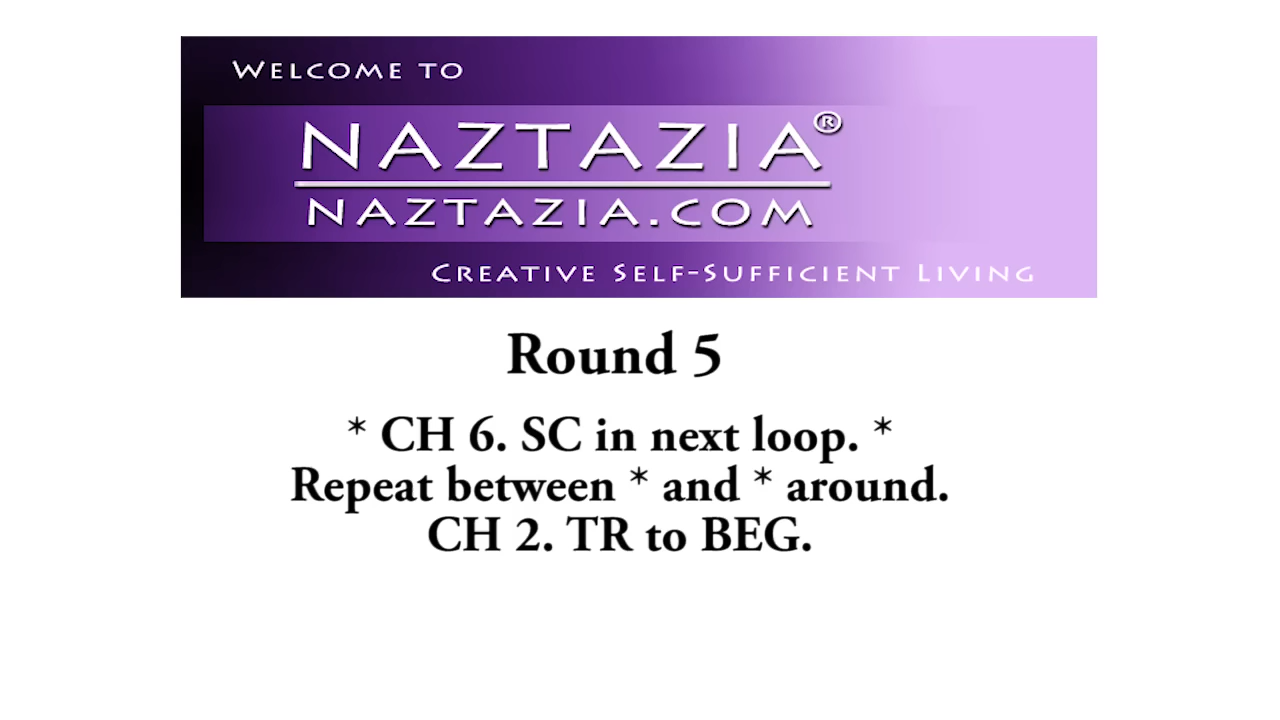 Welcome to
NAZTAZIA®
NAZTAZIA.COM
Creative Self-Sufficient Living
Round 5
* CH 6. SC in next loop. *
Repeat between * and * around.
CH 2. TR to BEG.